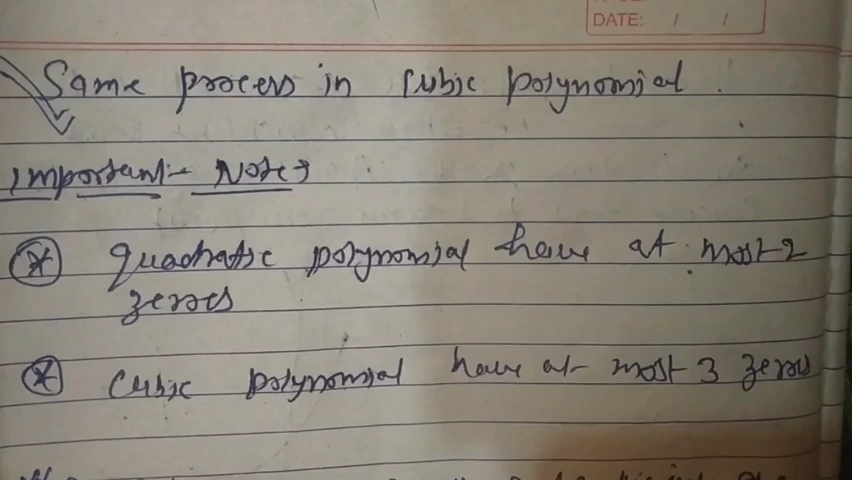 DATE: / /
Same process in cubic polynomial.
Important:- Note→
* quadratic polynomial have at most 2
zeroes
* cubic polynomial have at most 3 zeroes